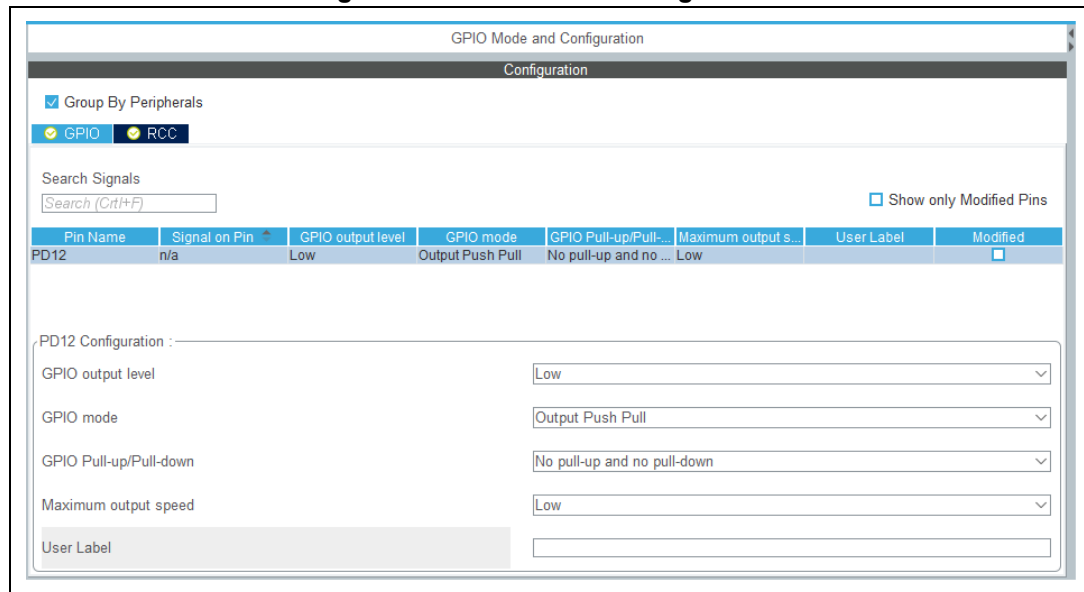 GPIO Mode and Configuration
Configuration
Group By Peripherals
GPIO RCC
Search Signals
Search (Crtl+F)
Show only Modified Pins
Pin Name Signal on Pin GPIO output level GPIO mode GPIO Pull-up/Pull-... Maximum output s... User Label Modified
PD12 n/a Low Output Push Pull No pull-up and no ... Low
PD12 Configuration :
GPIO output level Low
GPIO mode Output Push Pull
GPIO Pull-up/Pull-down No pull-up and no pull-down
Maximum output speed Low
User Label